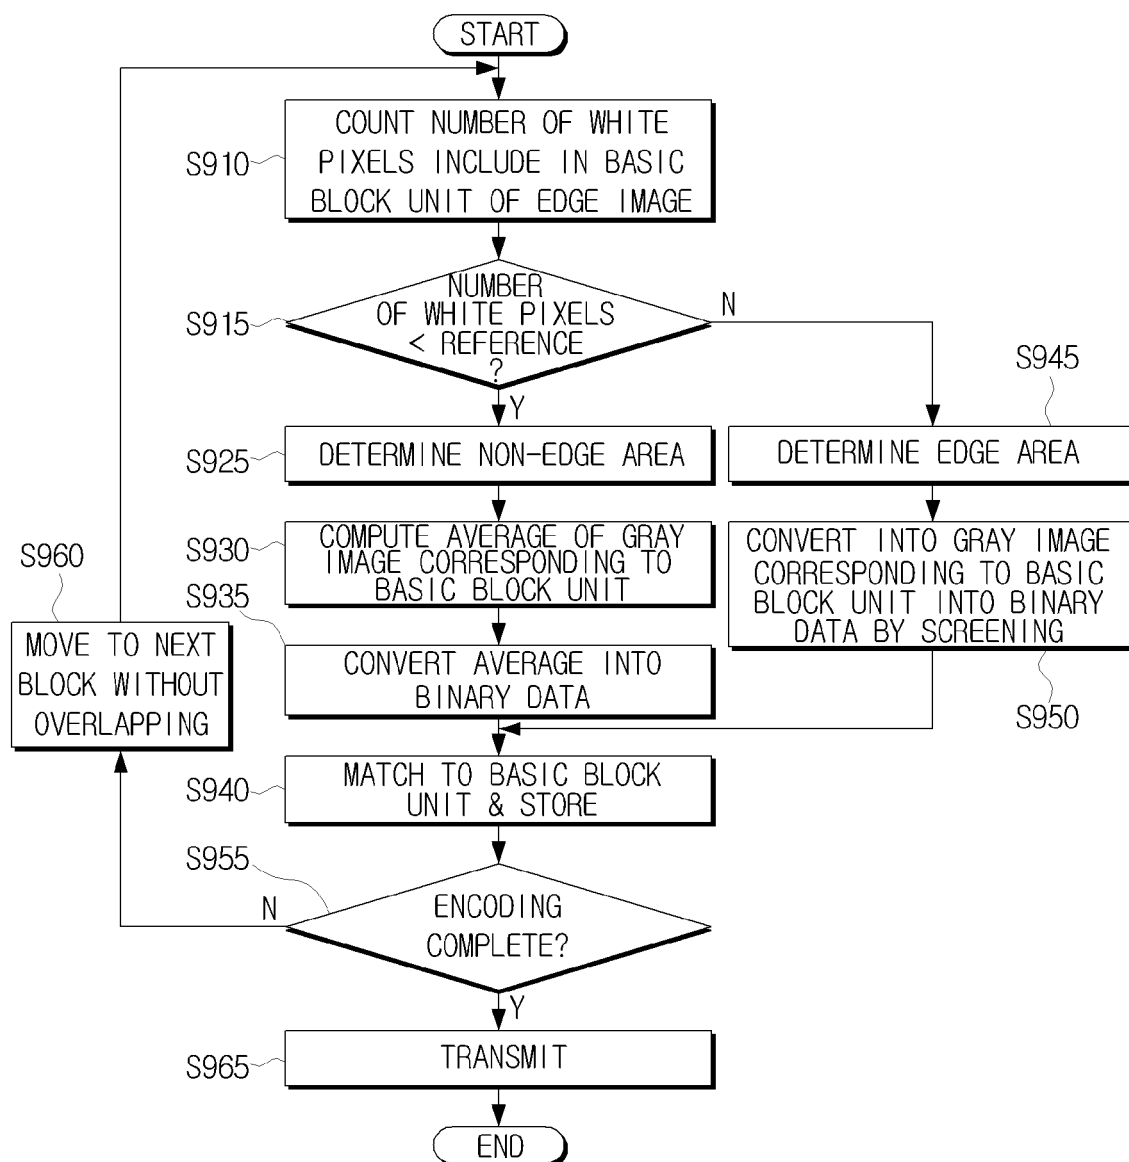 START
COUNT NUMBER OF WHITE
PIXELS INCLUDE IN BASIC
BLOCK UNIT OF EDGE IMAGE
S910
NUMBER
OF WHITE PIXELS
< REFERENCE
?
S915
N
Y
S945
DETERMINE NON-EDGE AREA
S925
DETERMINE EDGE AREA
COMPUTE AVERAGE OF GRAY
IMAGE CORRESPONDING TO
BASIC BLOCK UNIT
S930
CONVERT INTO GRAY IMAGE
CORRESPONDING TO BASIC
BLOCK UNIT INTO BINARY
DATA BY SCREENING
S950
S960
S935
MOVE TO NEXT
BLOCK WITHOUT
OVERLAPPING
CONVERT AVERAGE INTO
BINARY DATA
MATCH TO BASIC BLOCK
UNIT & STORE
S940
S955
ENCODING
COMPLETE?
N
Y
TRANSMIT
S965
END